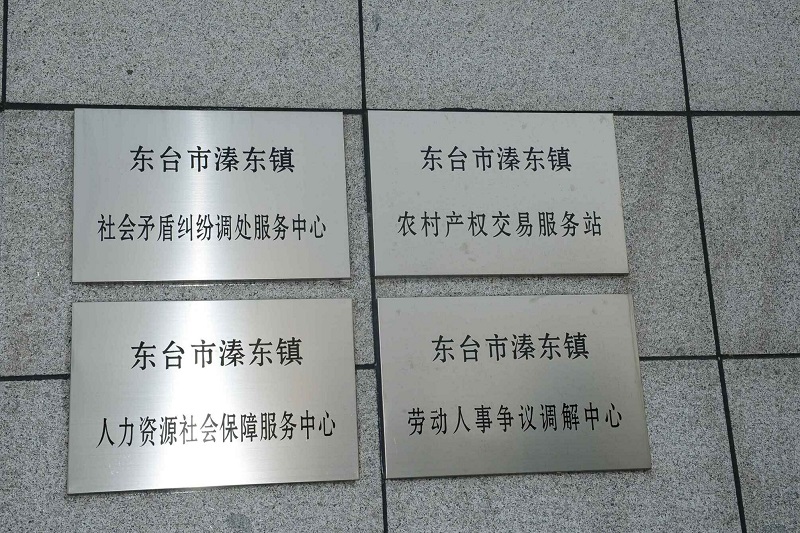 东台市溱东镇
社会矛盾纠纷调处服务中心
东台市溱东镇
农村产权交易服务站
东台市溱东镇
人力资源社会保障服务中心
东台市溱东镇
劳动人事争议调解中心